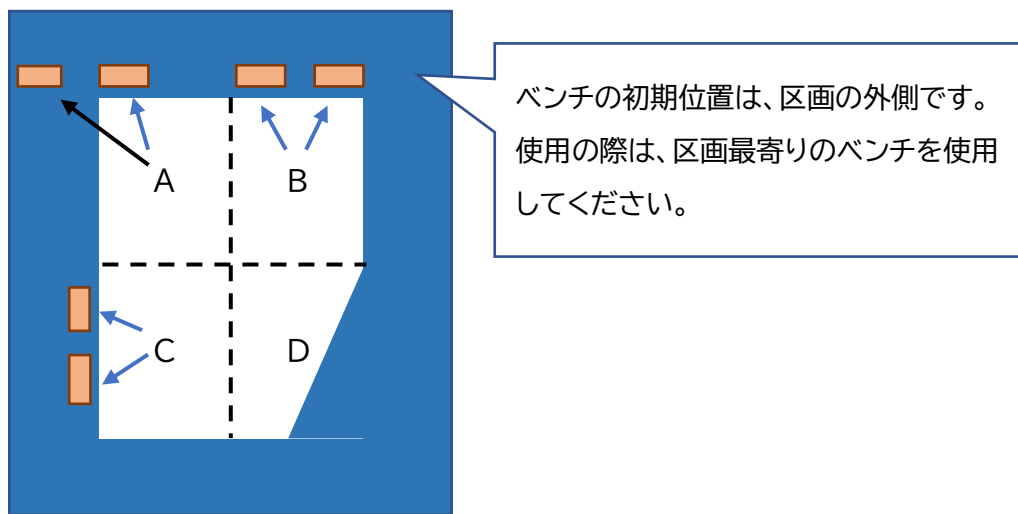 ベンチの初期位置は、区画の外側です。
使用の際は、区画最寄りのベンチを使用
してください。
A
B
C
D